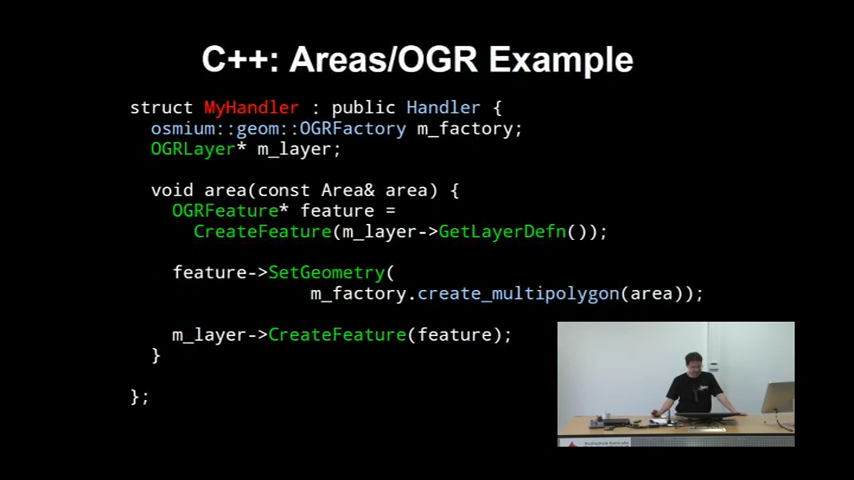 C++: Areas/OGR Example
struct MyHandler : public Handler {
osmium::geom::OGRFactory m_factory;
OGRLayer* m_layer;
void area(const Area& area) {
OGRFeature* feature =
CreateFeature(m_layer->GetLayerDefn());
feature->SetGeometry(
m_factory.create_multipolygon(area));
m_layer->CreateFeature(feature);
}
};